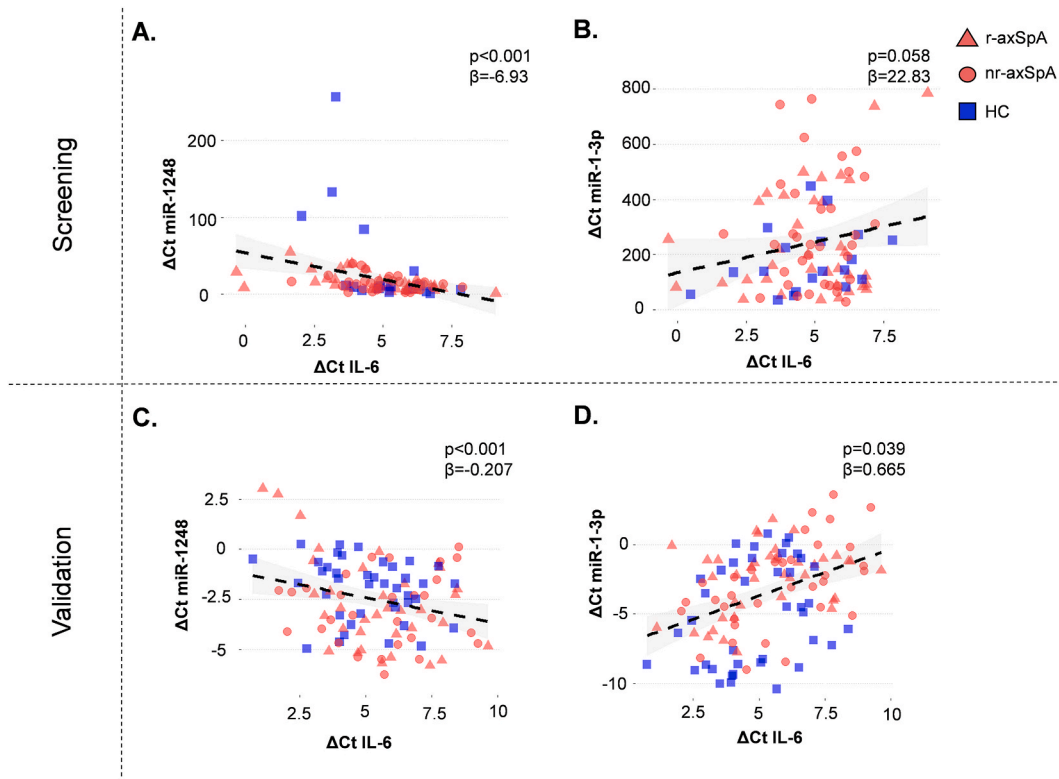 Screening
A.
p<0.001
β=-6.93
ΔCt miR-1248
200
100
0
0
2.5
5
7.5
ΔCt IL-6
B.
p=0.058
β=22.83
ΔCt miR-1-3p
800
600
400
200
0
0
2.5
5
7.5
ΔCt IL-6
r-axSpA
nr-axSpA
HC
Validation
C.
p<0.001
β=-0.207
ΔCt miR-1248
2.5
0
-2.5
-5
2.5
5
7.5
10
ΔCt IL-6
D.
p=0.039
β=0.665
ΔCt miR-1-3p
0
-5
-10
2.5
5
7.5
10
ΔCt IL-6